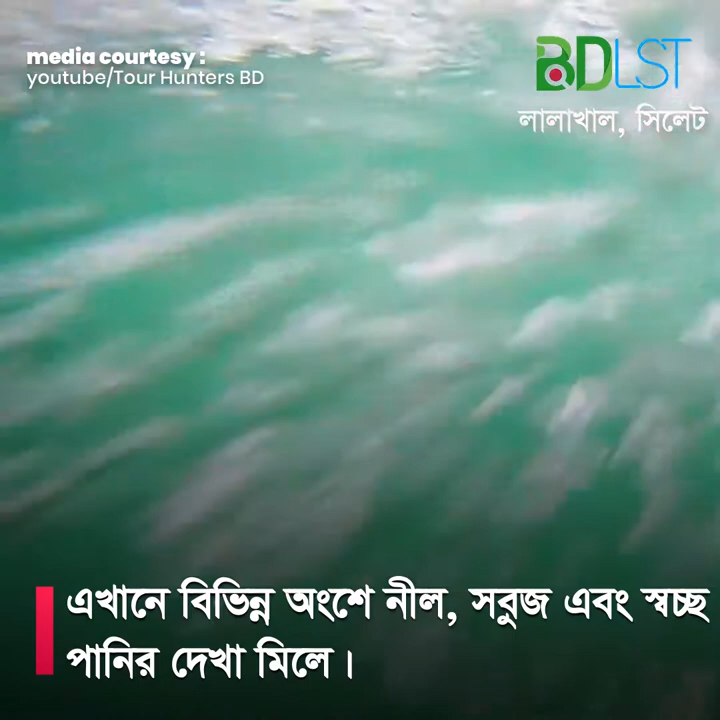 media courtesy :
youtube/Tour Hunters BD
BDLST
লালাখাল, সিলেট
এখানে বিভিন্ন অংশে নীল, সবুজ এবং স্বচ্ছ
পানির দেখা মিলে।